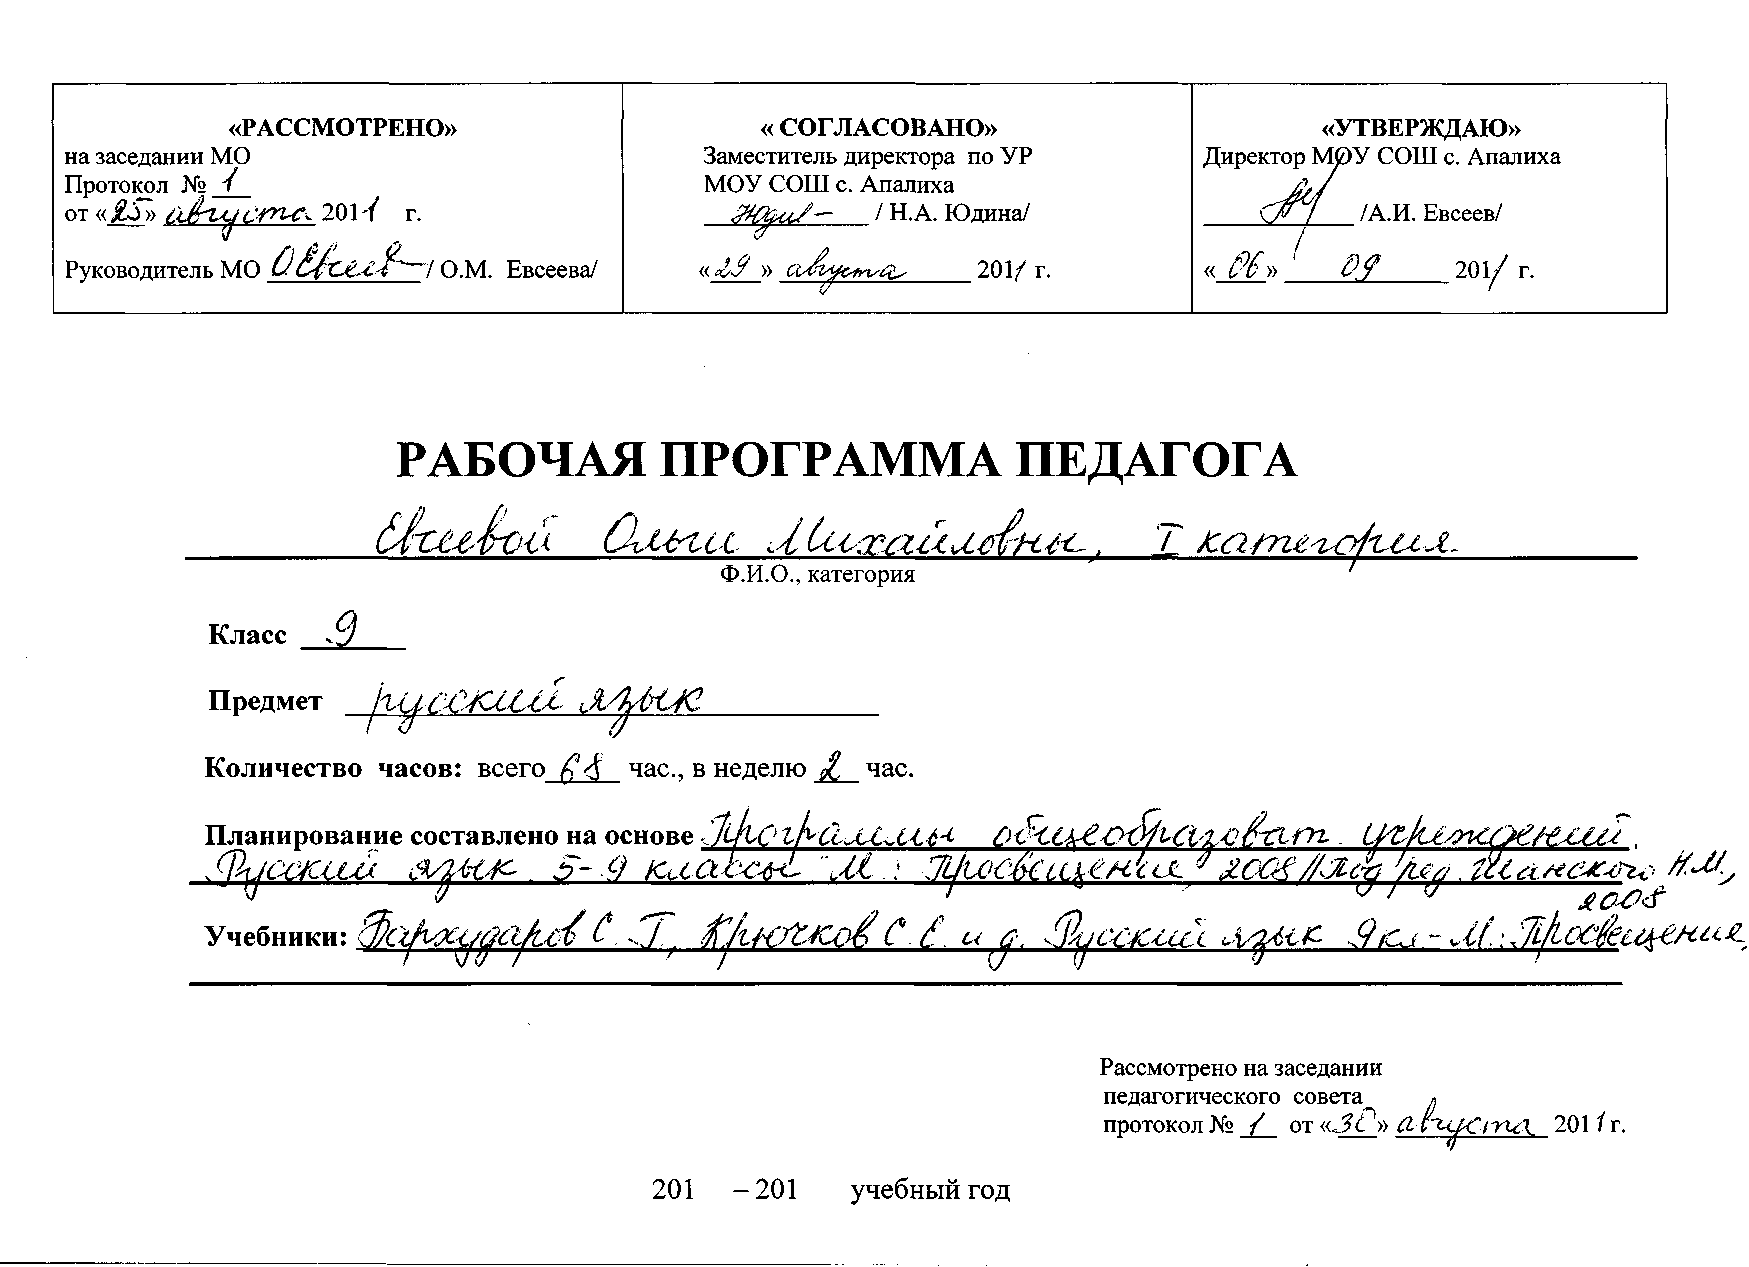 «РАССМОТРЕНО»
на заседании МО
Протокол № 1
от «25» августа 2011 г.
Руководитель МО ОЕвсеев / О.М. Евсеева/
« СОГЛАСОВАНО»
Заместитель директора по УР
МОУ СОШ с. Апалиха
/ Н.А. Юдина/
«29 » августа 2011 г.
«УТВЕРЖДАЮ»
Директор МОУ СОШ с. Апалиха
/А.И. Евсеев/
« 06 » 09 2011 г.
РАБОЧАЯ ПРОГРАММА ПЕДАГОГА
Евсеевой Ольги Михайловны, I категория.
Ф.И.О., категория
Класс 9
Предмет русский язык
Количество часов: всего 68 час., в неделю 2 час.
Планирование составлено на основе Программы общеобразоват. учреждений.
Русский язык 5-9 классы М.: Просвещение, 2008 //Под ред. Шанского Н.М.,
2008
Учебники: Бархударов С.Г, Крючков С.Е. и д. Русский язык 9кл-М.: Просвещение,
Рассмотрено на заседании
педагогического совета
протокол № 1 от «30» августа 2011г.
201 – 201 учебный год